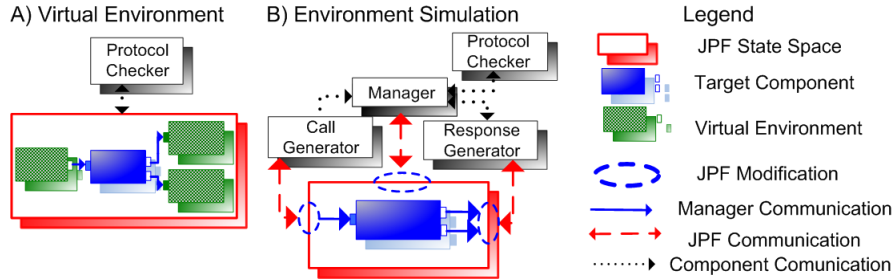 A) Virtual Environment
Protocol
Checker
B) Environment Simulation
Protocol
Checker
Manager
Call
Generator
Response
Generator
Legend
JPF State Space
Target Component
Virtual Environment
JPF Modification
Manager Communication
JPF Communication
Component Comunication